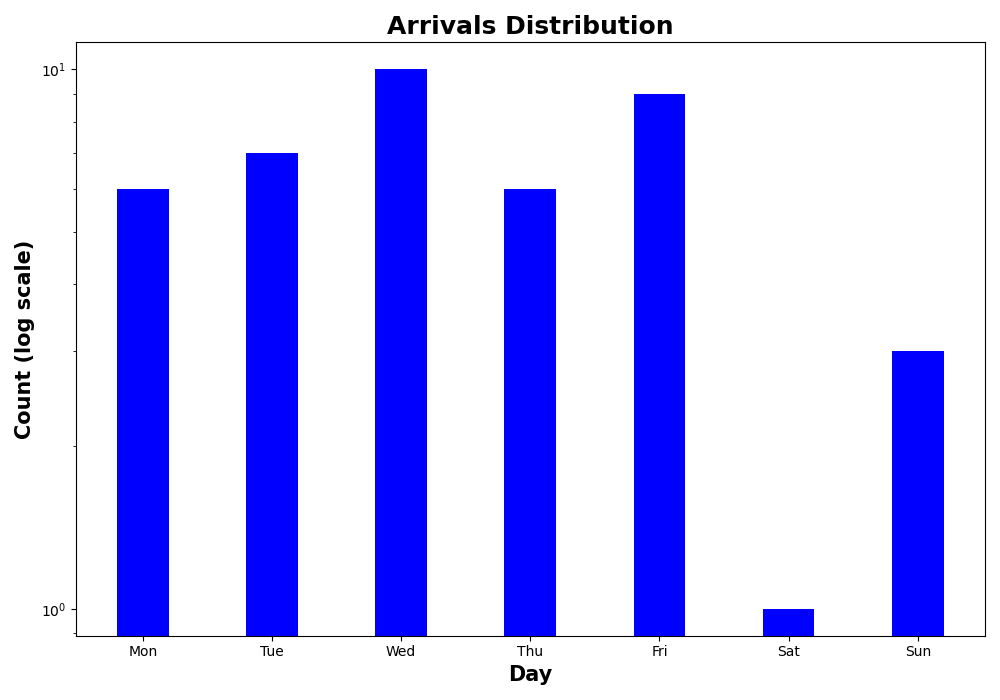 Arrivals Distribution
Count (log scale)
10¹
10⁰
Mon Tue Wed Thu Fri Sat Sun
Day